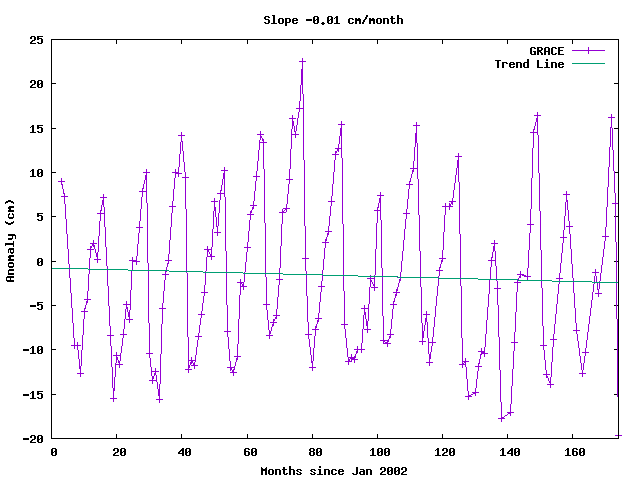 Slope -0.01 cm/month
25
20
15
10
5
0
-5
-10
-15
-20
Anomaly (cm)
GRACE
Trend Line
0 20 40 60 80 100 120 140 160
Months since Jan 2002